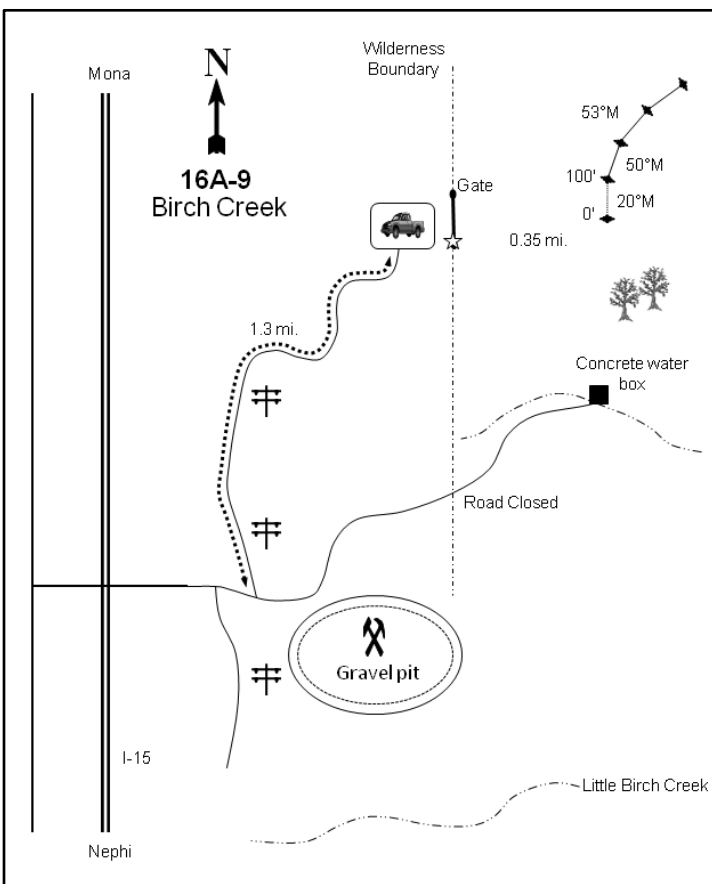 Wilderness
Boundary
Mona
N
16A-9
Birch Creek
53°M
50°M
100'
20°M
0'
Gate
0.35 mi.
1.3 mi.
Concrete water
box
Road Closed
Gravel pit
I-15
Little Birch Creek
Nephi